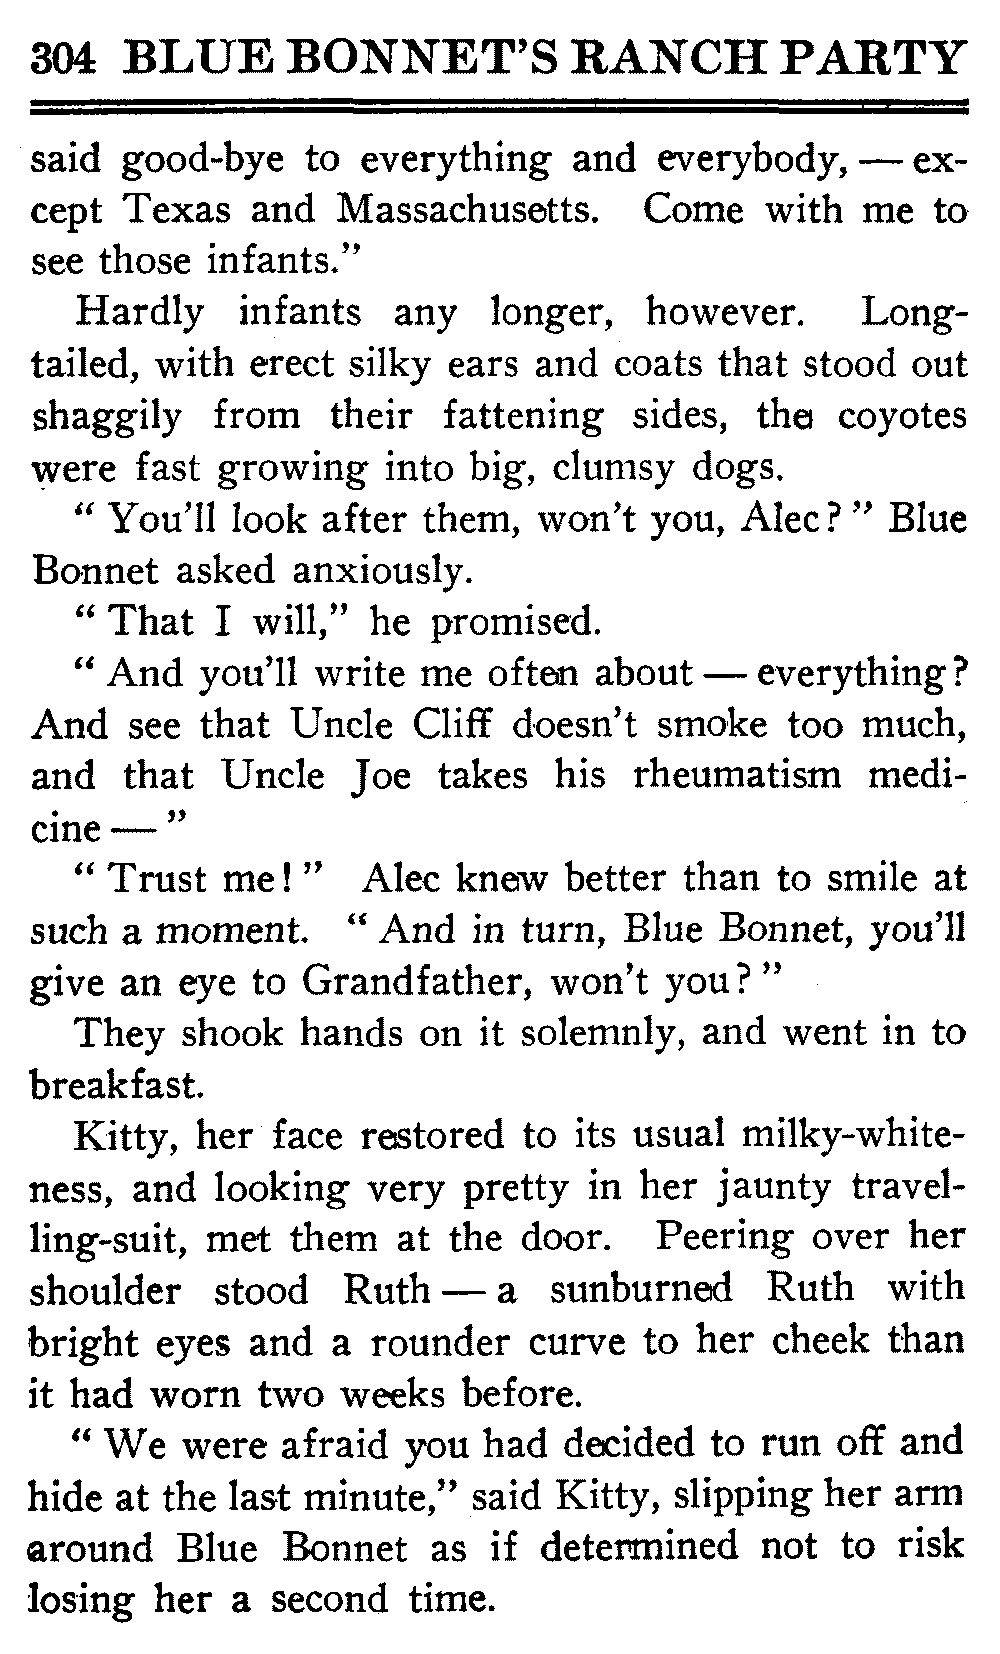 304 BLUE BONNET'S RANCH PARTY
said good-bye to everything and everybody, — ex-
cept Texas and Massachusetts. Come with me to
see those infants."
Hardly infants any longer, however. Long-
tailed, with erect silky ears and coats that stood out
shaggily from their fattening sides, the coyotes
were fast growing into big, clumsy dogs.
" You'll look after them, won't you, Alec? " Blue
Bonnet asked anxiously.
" That I will," he promised.
" And you'll write me often about — everything?
And see that Uncle Cliff doesn't smoke too much,
and that Uncle Joe takes his rheumatism medi-
cine — "
" Trust me! " Alec knew better than to smile at
such a moment. " And in turn, Blue Bonnet, you'll
give an eye to Grandfather, won't you? "
They shook hands on it solemnly, and went in to
breakfast.
Kitty, her face restored to its usual milky-white-
ness, and looking very pretty in her jaunty travel-
ling-suit, met them at the door. Peering over her
shoulder stood Ruth — a sunburned Ruth with
bright eyes and a rounder curve to her cheek than
it had worn two weeks before.
" We were afraid you had decided to run off and
hide at the last minute," said Kitty, slipping her arm
around Blue Bonnet as if determined not to risk
losing her a second time.